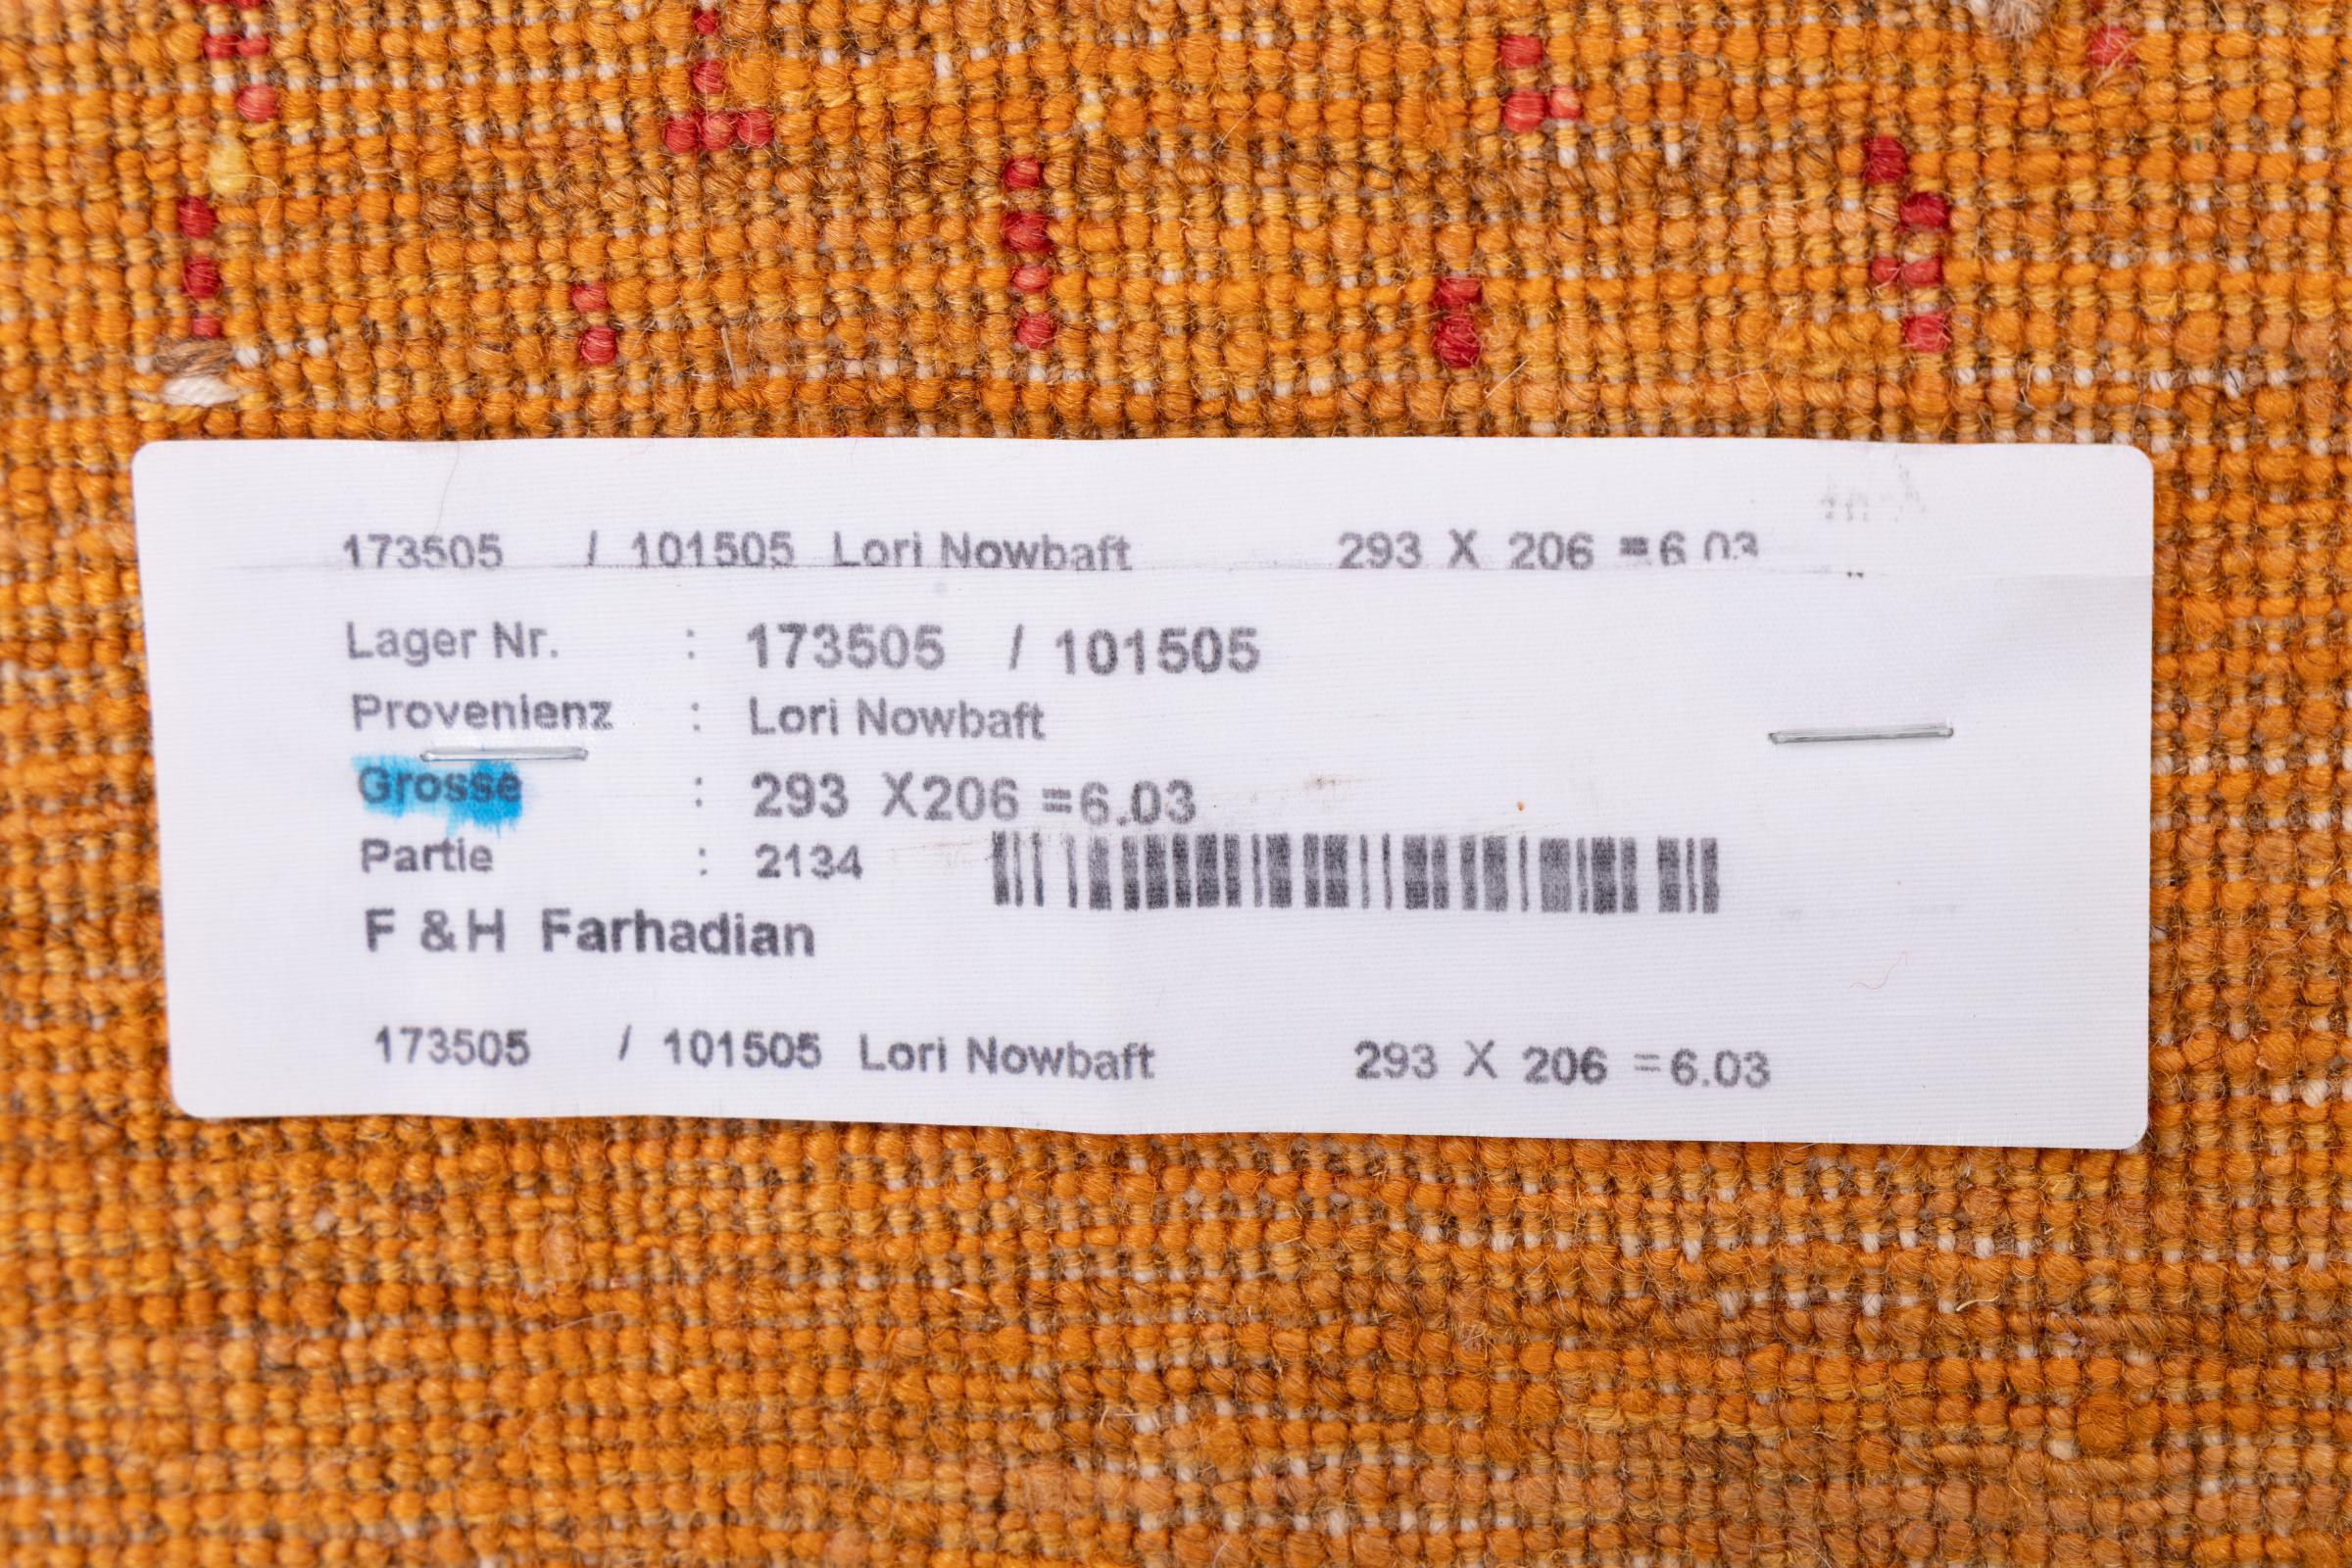 173505 / 101505 Lori Nowbaft 293 X 206 =6.03
Lager Nr. : 173505 / 101505
Provenienz : Lori Nowbaft
Grosse : 293 X206 =6.03
Partie : 2134
F &H Farhadian
173505 / 101505 Lori Nowbaft 293 X 206 =6.03